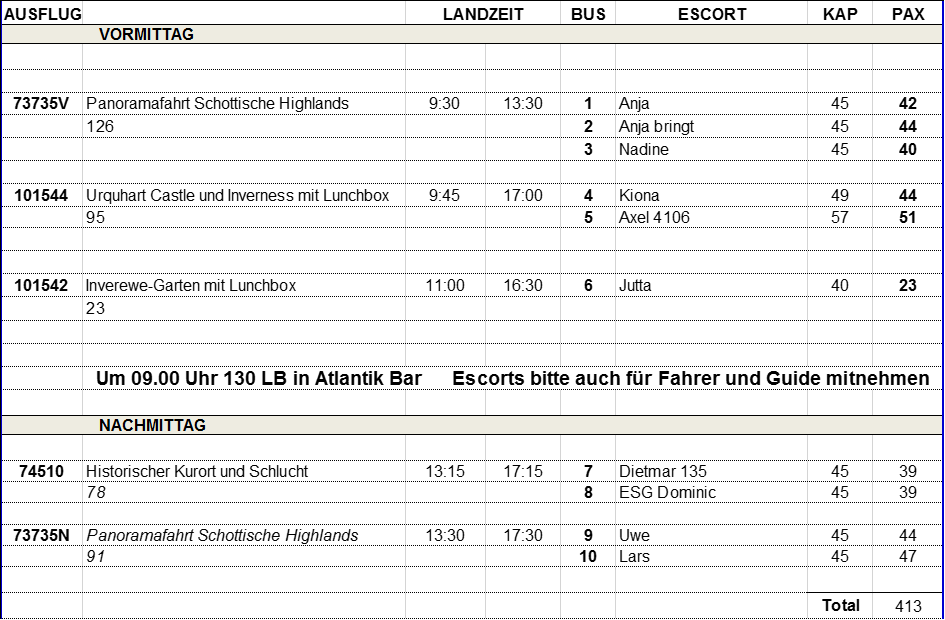 AUSFLUG LANDZEIT BUS ESCORT KAP PAX
VORMITTAG
73735V Panoramafahrt Schottische Highlands 9:30 13:30 1 Anja 45 42
126 2 Anja bringt 45 44
3 Nadine 45 40
101544 Urquhart Castle und Inverness mit Lunchbox 9:45 17:00 4 Kiona 49 44
95 5 Axel 4106 57 51
101542 Inverewe-Garten mit Lunchbox 11:00 16:30 6 Jutta 40 23
23
Um 09.00 Uhr 130 LB in Atlantik Bar Escorts bitte auch für Fahrer und Guide mitnehmen
NACHMITTAG
74510 Historischer Kurort und Schlucht 13:15 17:15 7 Dietmar 135 45 39
78 8 ESG Dominic 45 39
73735N Panoramafahrt Schottische Highlands 13:30 17:30 9 Uwe 45 44
91 10 Lars 45 47
Total 413